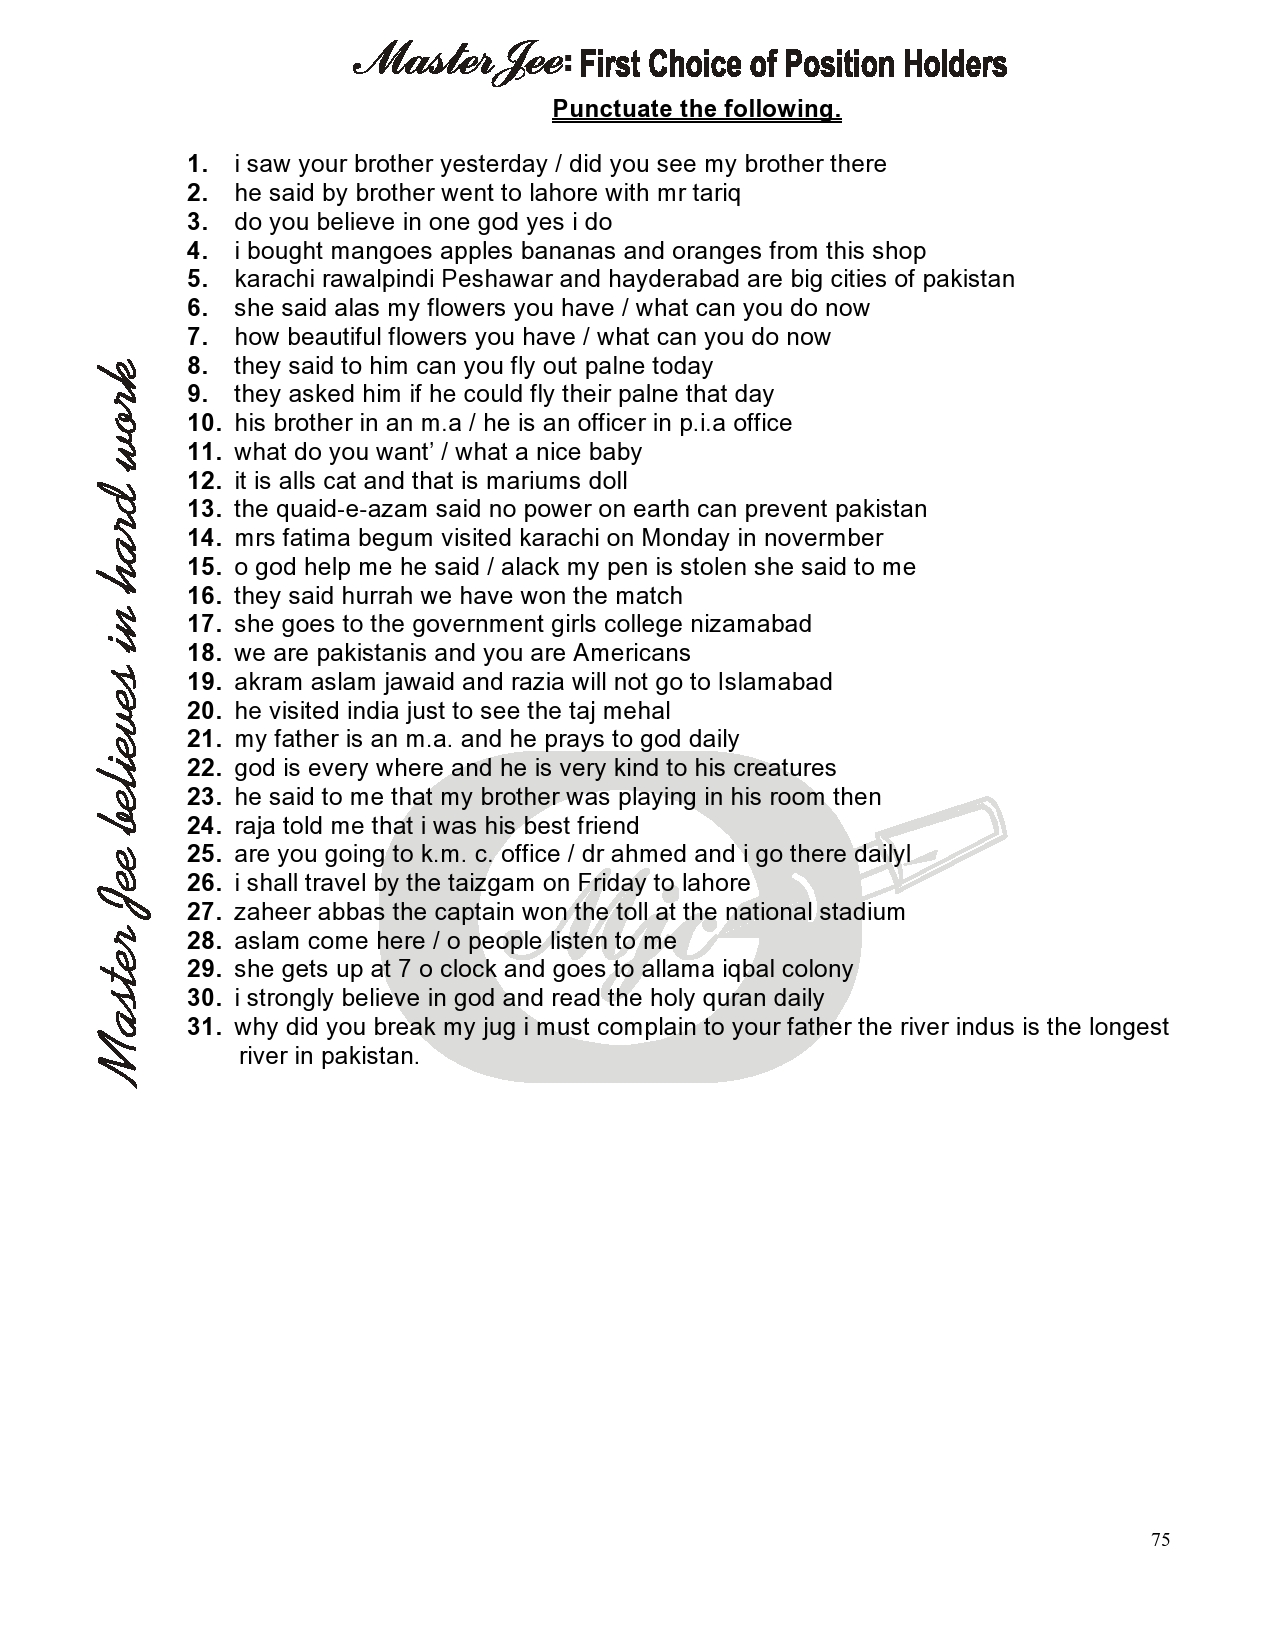 Master Jee: First Choice of Position Holders
Punctuate the following.
1. i saw your brother yesterday / did you see my brother there
2. he said by brother went to lahore with mr tariq
3. do you believe in one god yes i do
4. i bought mangoes apples bananas and oranges from this shop
5. karachi rawalpindi Peshawar and hayderabad are big cities of pakistan
6. she said alas my flowers you have / what can you do now
7. how beautiful flowers you have / what can you do now
8. they said to him can you fly out palne today
9. they asked him if he could fly their palne that day
10. his brother in an m.a / he is an officer in p.i.a office
11. what do you want’ / what a nice baby
12. it is alls cat and that is mariums doll
13. the quaid-e-azam said no power on earth can prevent pakistan
14. mrs fatima begum visited karachi on Monday in novermber
15. o god help me he said / alack my pen is stolen she said to me
16. they said hurrah we have won the match
17. she goes to the government girls college nizamabad
18. we are pakistanis and you are Americans
19. akram aslam jawaid and razia will not go to Islamabad
20. he visited india just to see the taj mehal
21. my father is an m.a. and he prays to god daily
22. god is every where and he is very kind to his creatures
23. he said to me that my brother was playing in his room then
24. raja told me that i was his best friend
25. are you going to k.m. c. office / dr ahmed and i go there dailyl
26. i shall travel by the taizgam on Friday to lahore
27. zaheer abbas the captain won the toll at the national stadium
28. aslam come here / o people listen to me
29. she gets up at 7 o clock and goes to allama iqbal colony
30. i strongly believe in god and read the holy quran daily
31. why did you break my jug i must complain to your father the river indus is the longest
river in pakistan.
Master Jee believes in hard work
Mjc
75